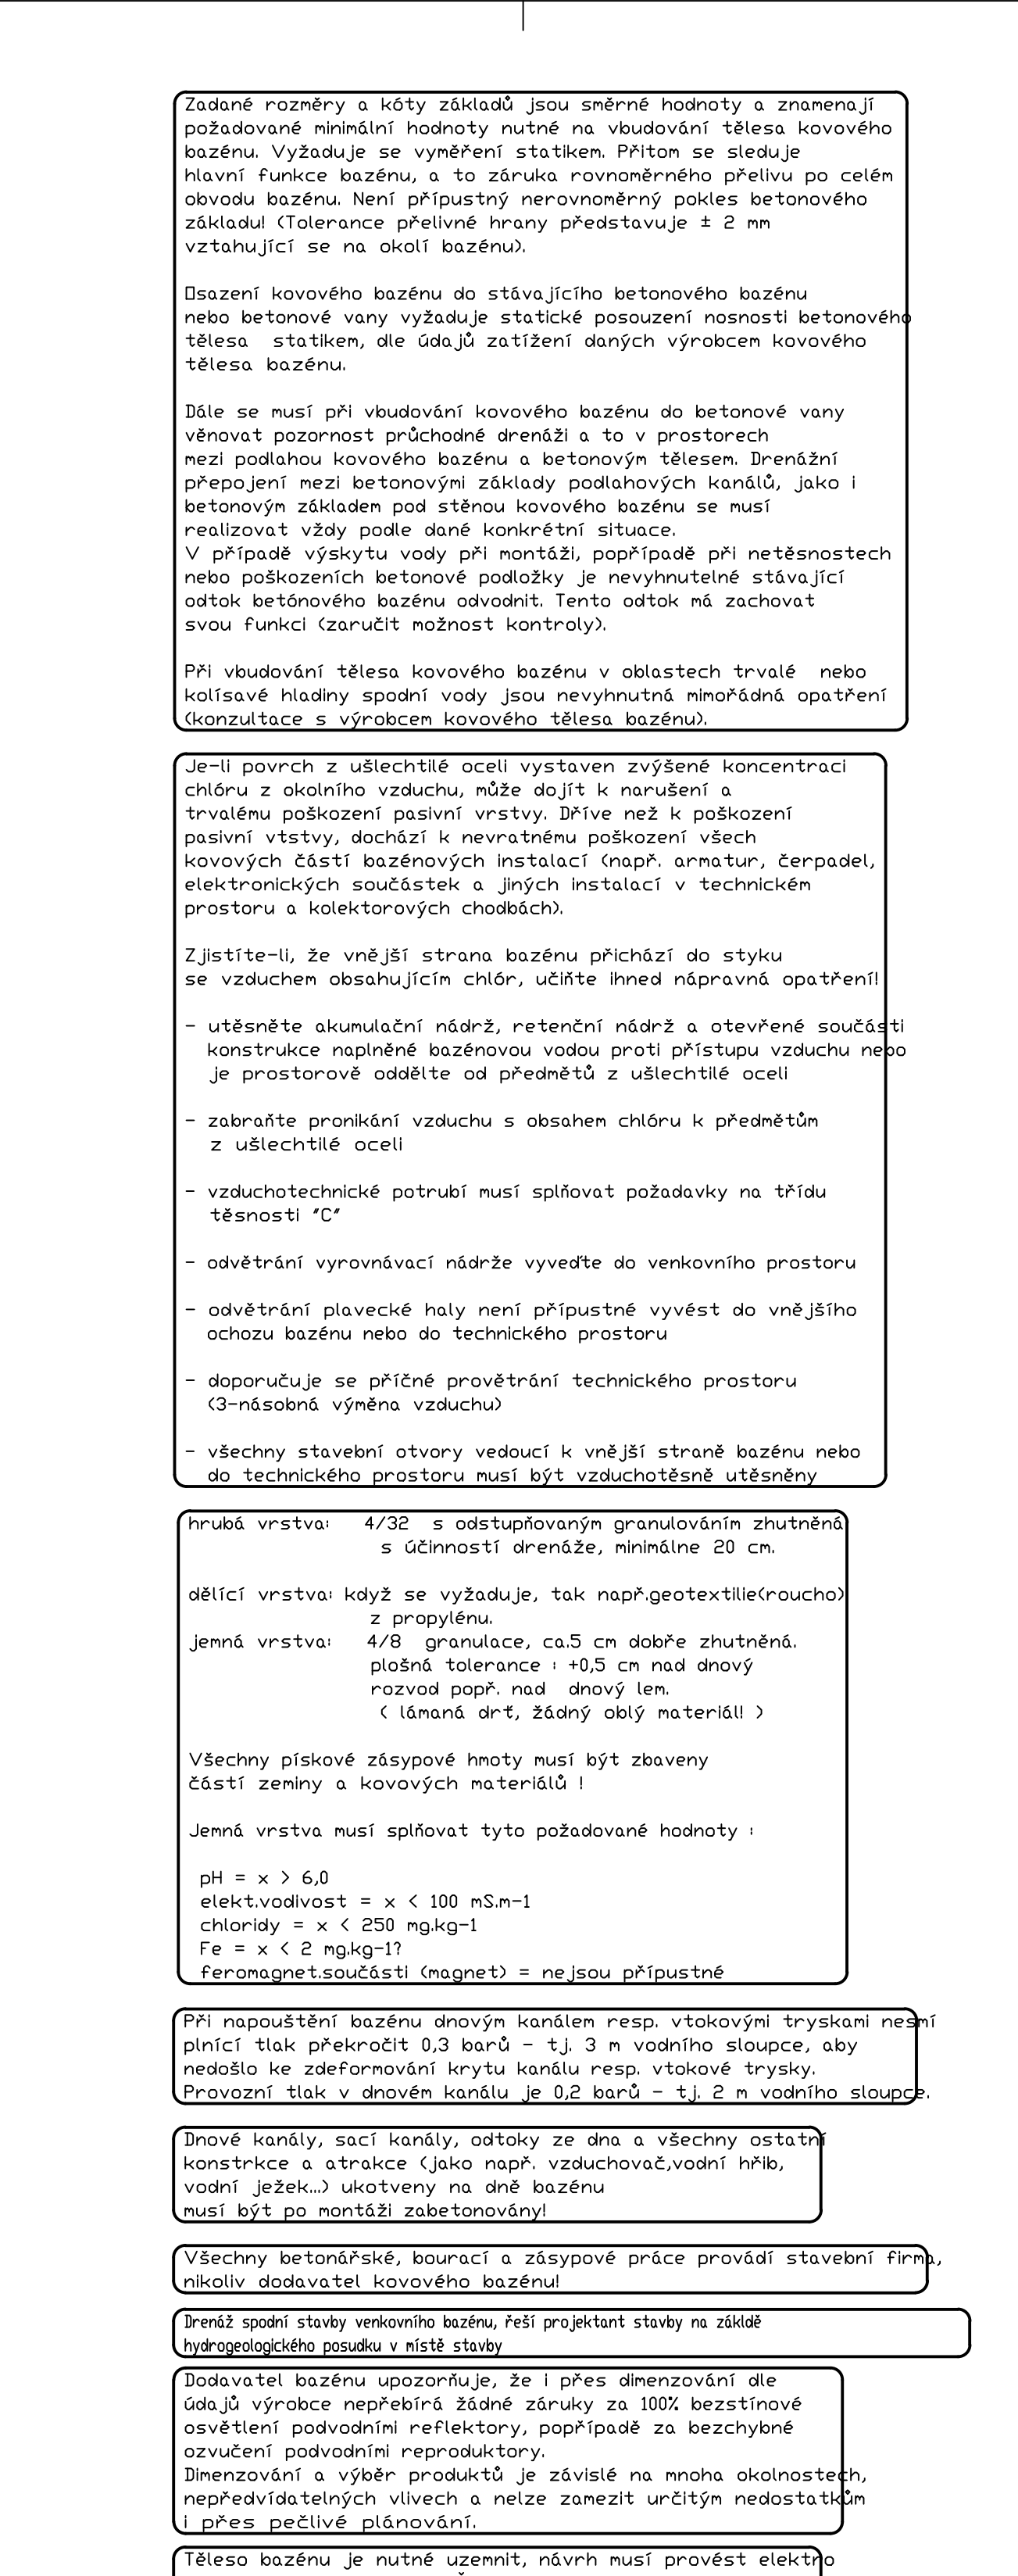 Zadané rozměry a kóty základů jsou směrné hodnoty a znamenají
požadované minimální hodnoty nutné na vbudování tělesa kovového
bazénu. Vyžaduje se vyměření statikem. Přitom se sleduje
hlavní funkce bazénu, a to záruka rovnoměrného přelivu po celém
obvodu bazénu. Není přípustný nerovnoměrný pokles betonového
základu! (Tolerance přelivné hrany představuje ± 2 mm
vztahující se na okolí bazénu).
▯sazení kovového bazénu do stávajícího betonového bazénu
nebo betonové vany vyžaduje statické posouzení nosnosti betonového
tělesa  statikem, dle údajů zatížení daných výrobcem kovového
tělesa bazénu.
Dále se musí při vbudování kovového bazénu do betonové vany
věnovat pozornost průchodné drenáži a to v prostorech
mezi podlahou kovového bazénu a betonovým tělesem. Drenážní
přepojení mezi betonovými základy podlahových kanálů, jako i
betonovým základem pod stěnou kovového bazénu se musí
realizovat vždy podle dané konkrétní situace.
V případě výskytu vody při montáži, popřípadě při netěsnostech
nebo poškozeních betonové podložky je nevyhnutelné stávající
odtok betónového bazénu odvodnit. Tento odtok má zachovat
svou funkci (zaručit možnost kontroly).
Při vbudování tělesa kovového bazénu v oblastech trvalé  nebo
kolísavé hladiny spodní vody jsou nevyhnutná mimořádná opatření
(konzultace s výrobcem kovového tělesa bazénu).
Je-li povrch z ušlechtilé oceli vystaven zvýšené koncentraci
chlóru z okolního vzduchu, může dojít k narušení a
trvalému poškození pasivní vrstvy. Dříve než k poškození
pasivní vtstvy, dochází k nevratnému poškození všech
kovových částí bazénových instalací (např. armatur, čerpadel,
elektronických součástek a jiných instalací v technickém
prostoru a kolektorových chodbách).
Zjistíte-li, že vnější strana bazénu přichází do styku
se vzduchem obsahujícím chlór, učiňte ihned nápravná opatření!
- utěsněte akumulační nádrž, retenční nádrž a otevřené součásti
konstrukce naplněné bazénovou vodou proti přístupu vzduchu nebo
je prostorově oddělte od předmětů z ušlechtilé oceli
- zabraňte pronikání vzduchu s obsahem chlóru k předmětům
z ušlechtilé oceli
- vzduchotechnické potrubí musí splňovat požadavky na třídu
těsnosti "C"
- odvětrání vyrovnávací nádrže vyveďte do venkovního prostoru
- odvětrání plavecké haly není přípustné vyvést do vnějšího
ochozu bazénu nebo do technického prostoru
- doporučuje se příčné provětrání technického prostoru
(3-násobná výměna vzduchu)
- všechny stavební otvory vedoucí k vnější straně bazénu nebo
do technického prostoru musí být vzduchotěsně utěsněny
hrubá vrstva:   4/32  s odstupňovaným granulováním zhutněná
s účinností drenáže, minimálne 20 cm.
dělící vrstva: když se vyžaduje, tak např.geotextilie(roucho)
z propylénu.
jemná vrstva:   4/8  granulace, ca.5 cm dobře zhutněná.
plošná tolerance : +0,5 cm nad dnový
rozvod popř. nad  dnový lem.
( lámaná drť, žádný oblý materiál! )
Všechny pískové zásypové hmoty musí být zbaveny
částí zeminy a kovových materiálů !
Jemná vrstva musí splňovat tyto požadované hodnoty :
pH = x > 6,0
elekt.vodivost = x < 100 mS.m-1
chloridy = x < 250 mg.kg-1
Fe = x < 2 mg.kg-1?
feromagnet.součásti (magnet) = nejsou přípustné
Při napouštění bazénu dnovým kanálem resp. vtokovými tryskami nesmí
plnící tlak překročit 0,3 barů - tj. 3 m vodního sloupce, aby
nedošlo ke zdeformování krytu kanálu resp. vtokové trysky.
Provozní tlak v dnovém kanálu je 0,2 barů - tj. 2 m vodního sloupce.
Dnové kanály, sací kanály, odtoky ze dna a všechny ostatní
konstrkce a atrakce (jako např. vzduchovač,vodní hřib,
vodní ježek...) ukotveny na dně bazénu
musí být po montáži zabetonovány!
Všechny betonářské, bourací a zásypové práce provádí stavební firma,
nikoliv dodavatel kovového bazénu!
Drenáž spodní stavby venkovního bazénu, řeší projektant stavby na zákldě
hydrogeologického posudku v místě stavby
Dodavatel bazénu upozorňuje, že i přes dimenzování dle
údajů výrobce nepřebírá žádné záruky za 100% bezstínové
osvětlení podvodními reflektory, popřípadě za bezchybné
ozvučení podvodními reproduktory.
Dimenzování a výběr produktů je závislé na mnoha okolnostech,
nepředvídatelných vlivech a nelze zamezit určitým nedostatkům
i přes pečlivé plánování.
Těleso bazénu je nutné uzemnit, návrh musí provést elektro